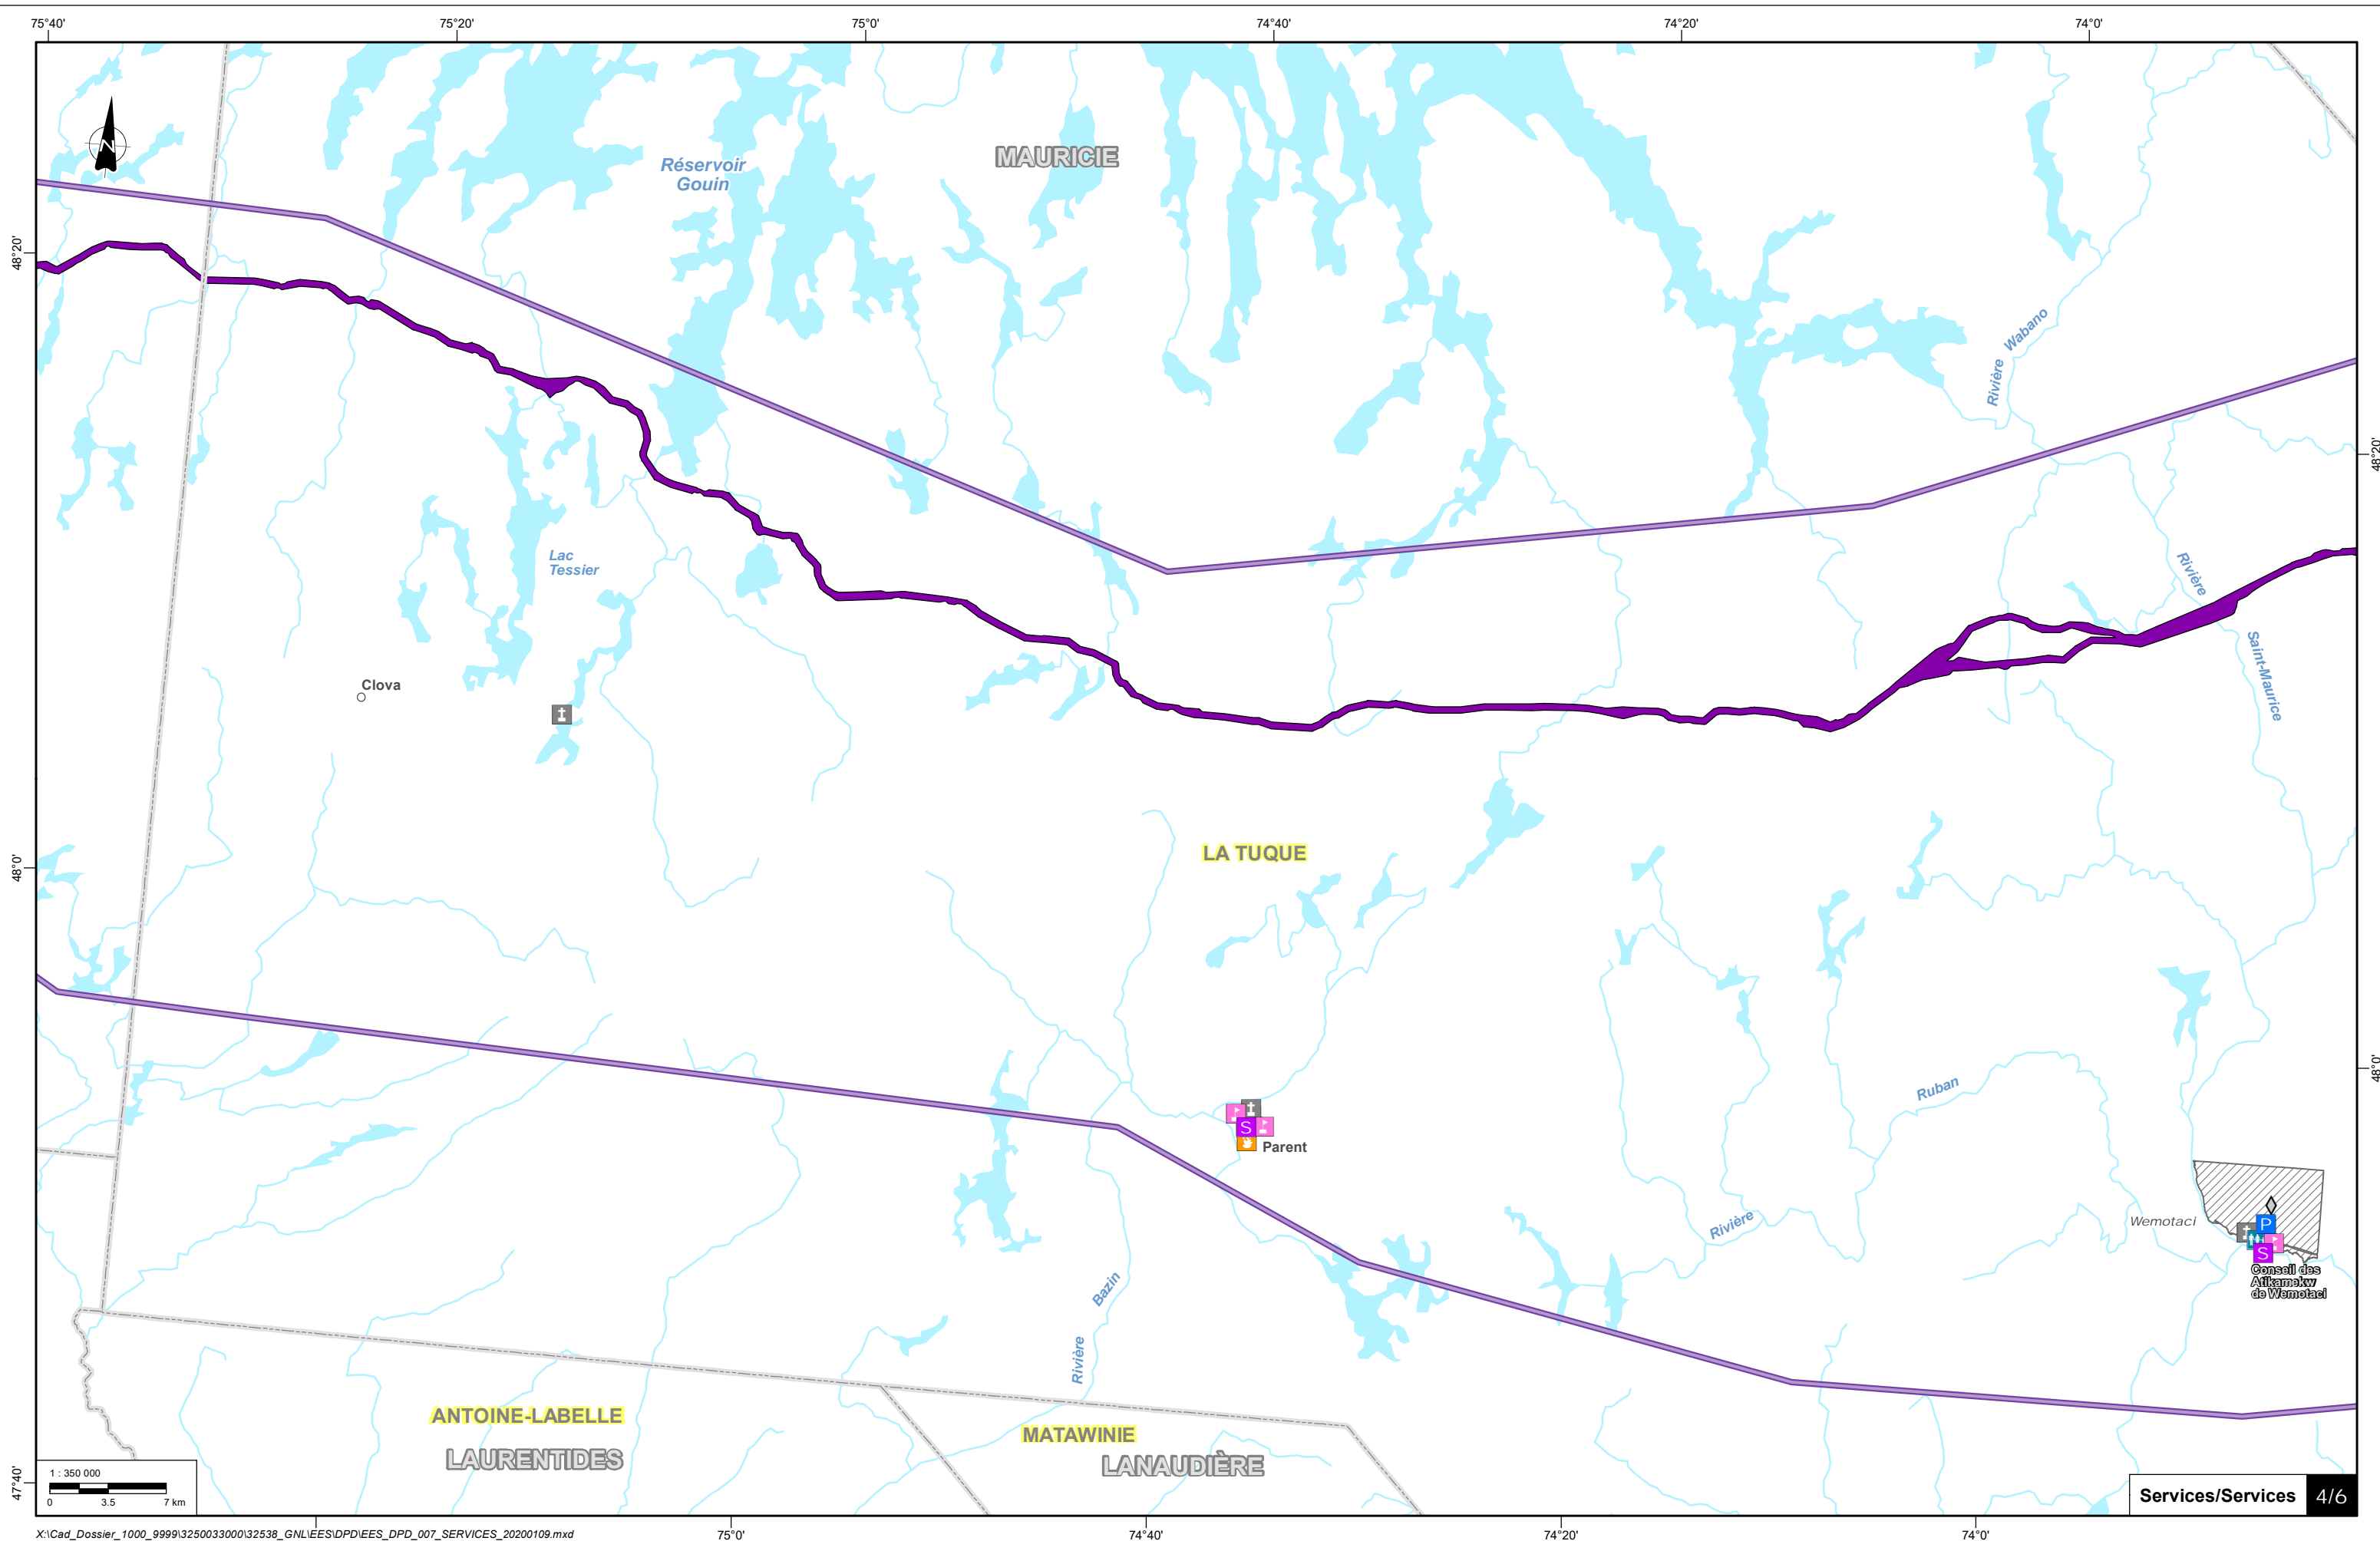 75°40'
75°20'
75°0'
74°40'
74°20'
74°0'
N
Réservoir
Gouin
MAURICIE
48°20'
48°20'
Rivière
Wabano
Lac
Tessier
Rivière
Saint-Maurice
Clova
LA TUQUE
48°0'
48°0'
Ruban
Rivière
S
Parent
Wemotaci
P
S
Conseil des
Atikamekw
de Wemotaci
Bazin
Rivière
ANTOINE-LABELLE
LAURENTIDES
MATAWINIE
LANAUDIÈRE
47°40'
1 : 350 000
0 3.5 7 km
Services/Services 4/6
X:\Cad_Dossier_1000_9999\3250033000\32538_GNL\EES\DPD\EES_DPD_007_SERVICES_20200109.mxd
75°0'
74°40'
74°20'
74°0'